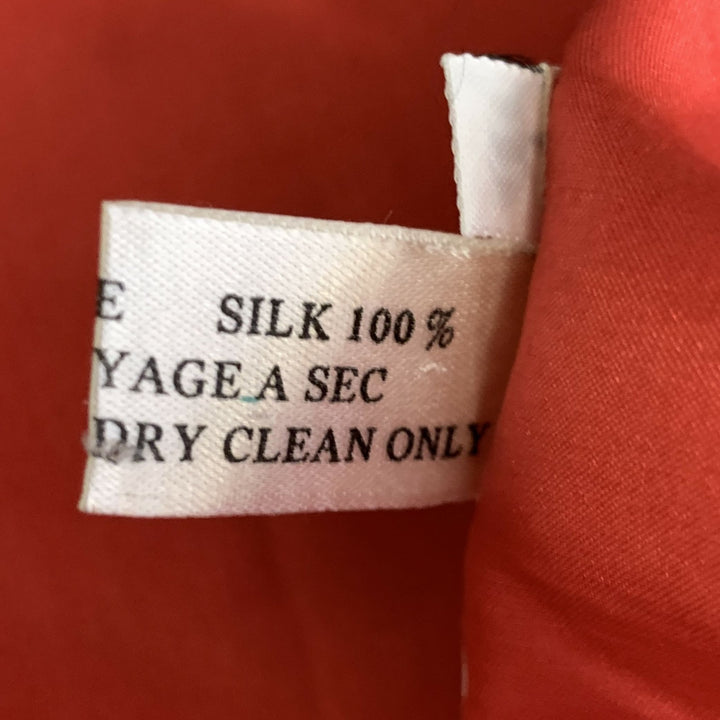 E SILK 100%
YAGE A SEC
DRY CLEAN ONLY